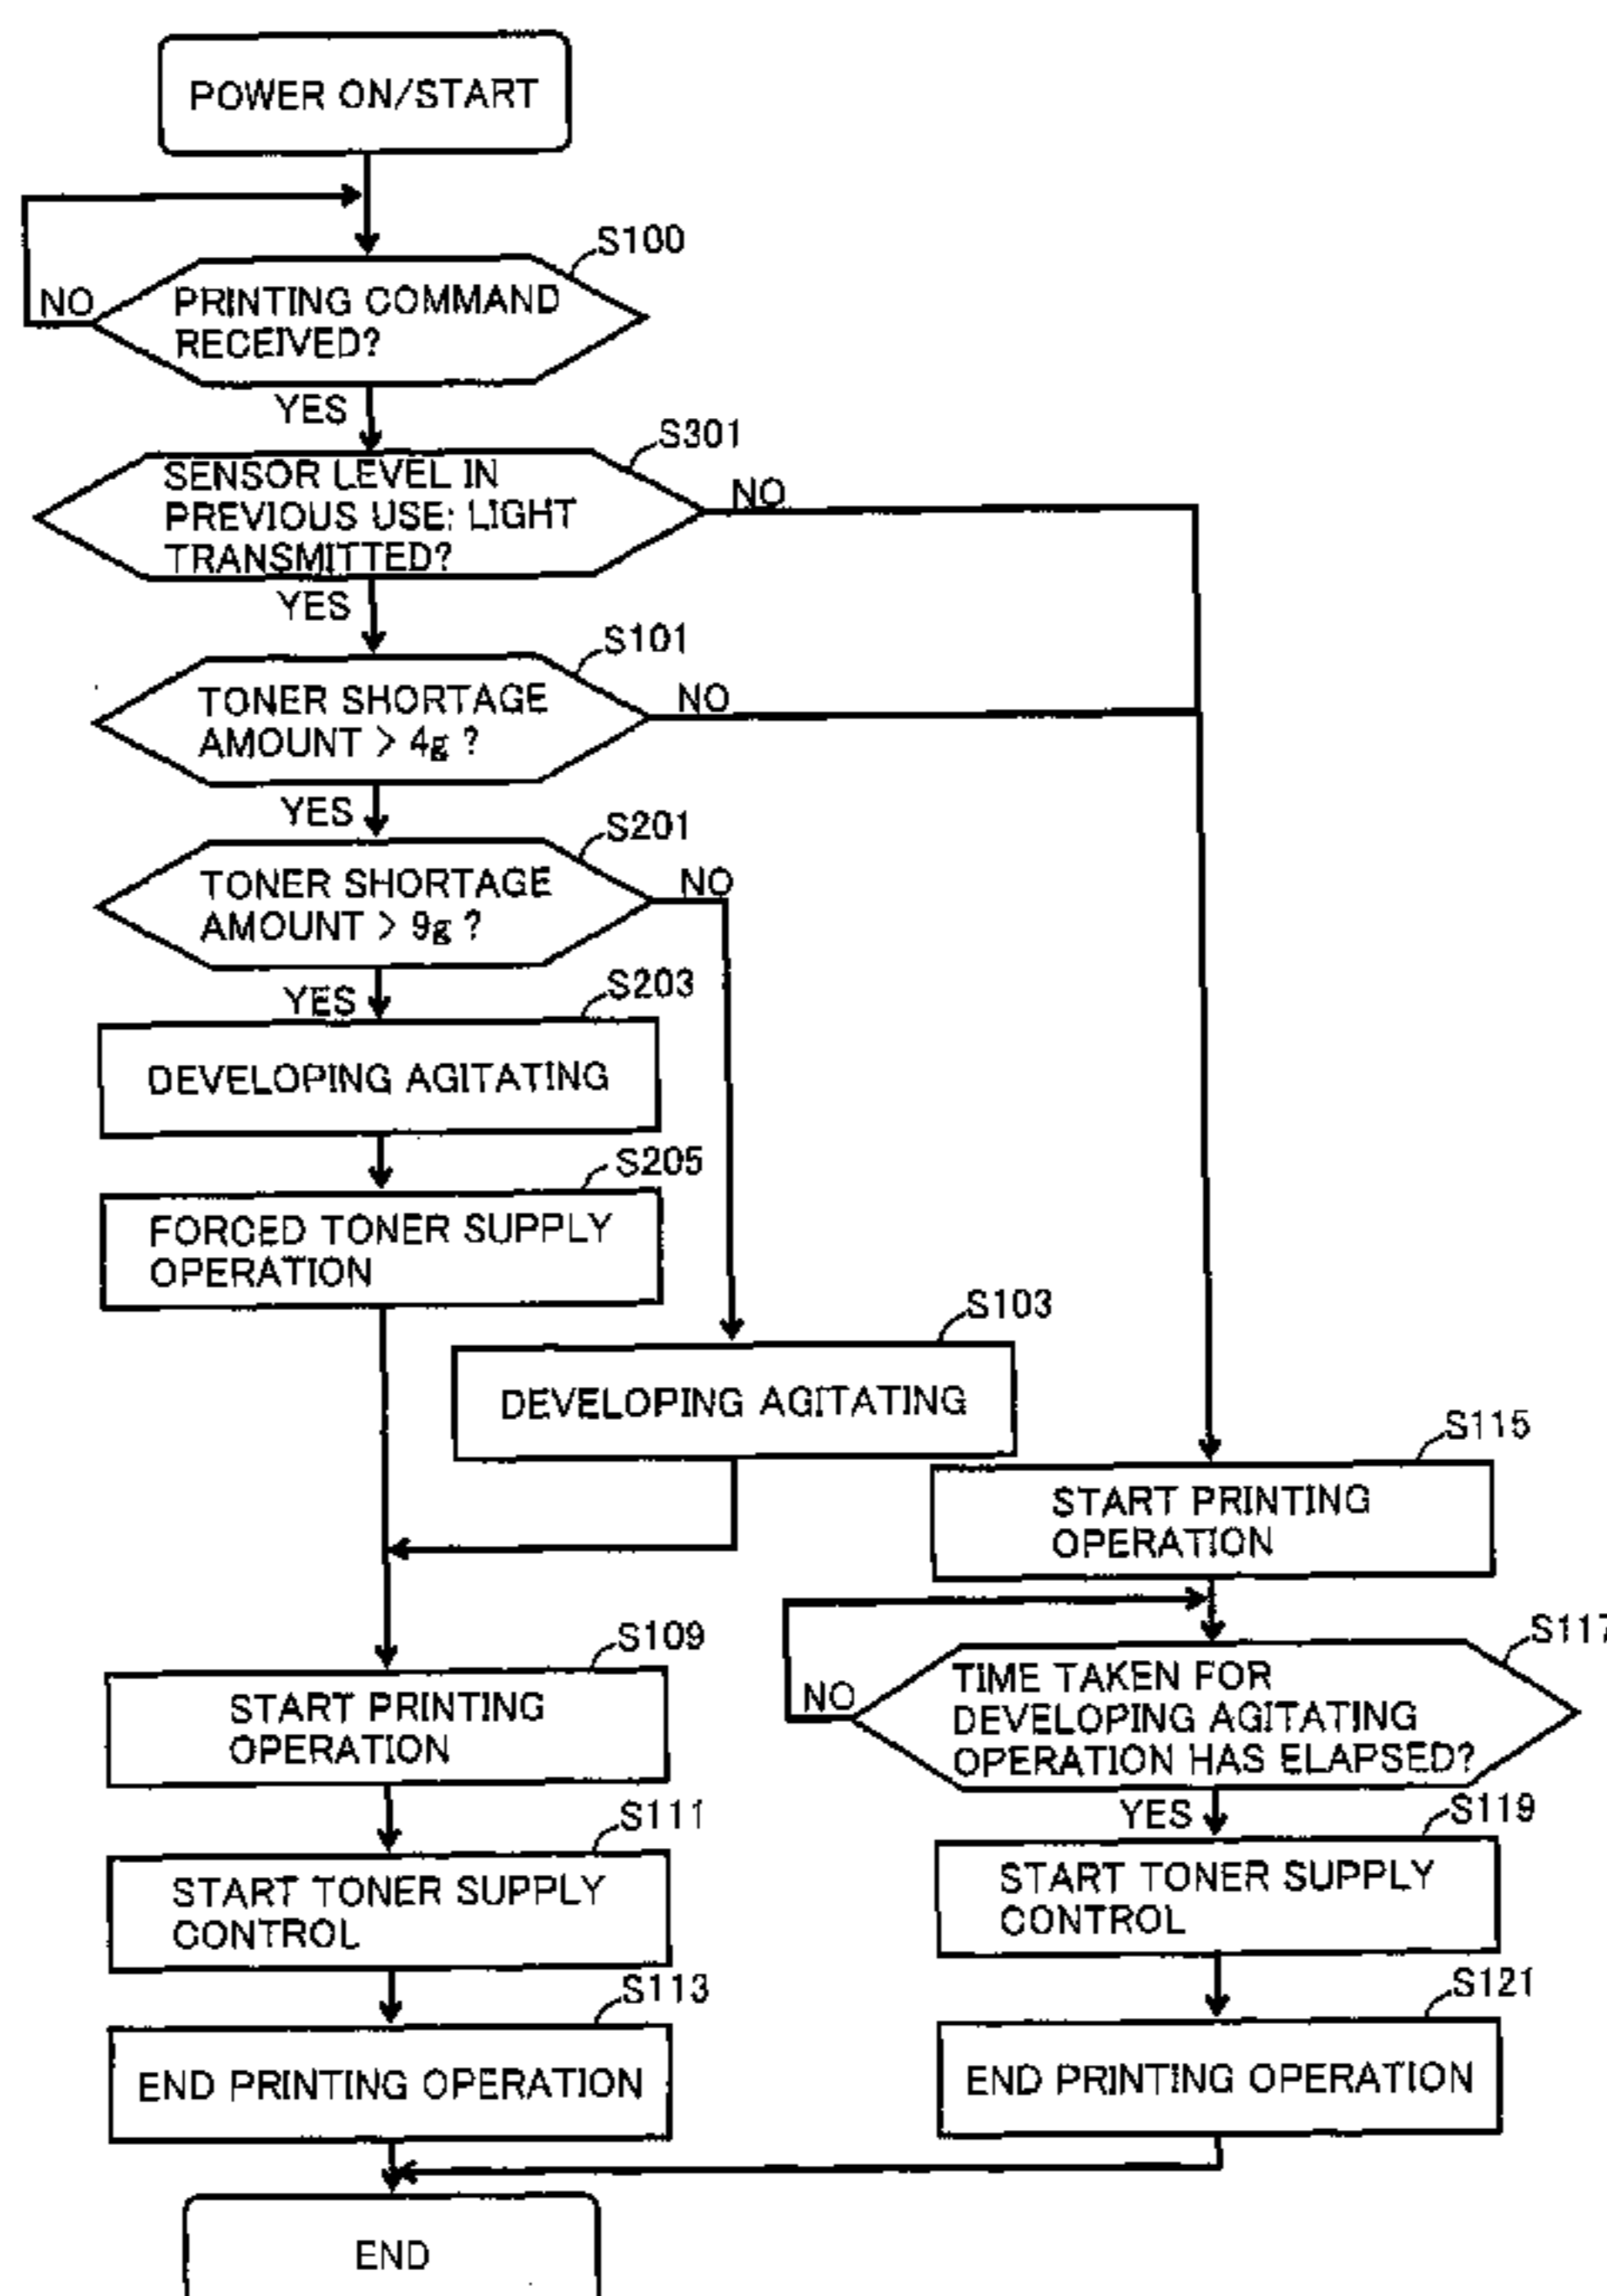 POWER ON/START
S100
NO
PRINTING COMMAND
RECEIVED?
YES
S301
SENSOR LEVEL IN
PREVIOUS USE: LIGHT
TRANSMITTED?
NO
YES
S101
TONER SHORTAGE
AMOUNT > 4g ?
NO
YES
S201
TONER SHORTAGE
AMOUNT > 9g ?
NO
YES
S203
DEVELOPING AGITATING
S205
FORCED TONER SUPPLY
OPERATION
S103
DEVELOPING AGITATING
S115
START PRINTING
OPERATION
S109
START PRINTING
OPERATION
S117
NO
TIME TAKEN FOR
DEVELOPING AGITATING
OPERATION HAS ELAPSED?
YES
S111
START TONER SUPPLY
CONTROL
S119
START TONER SUPPLY
CONTROL
S113
END PRINTING OPERATION
S121
END PRINTING OPERATION
END